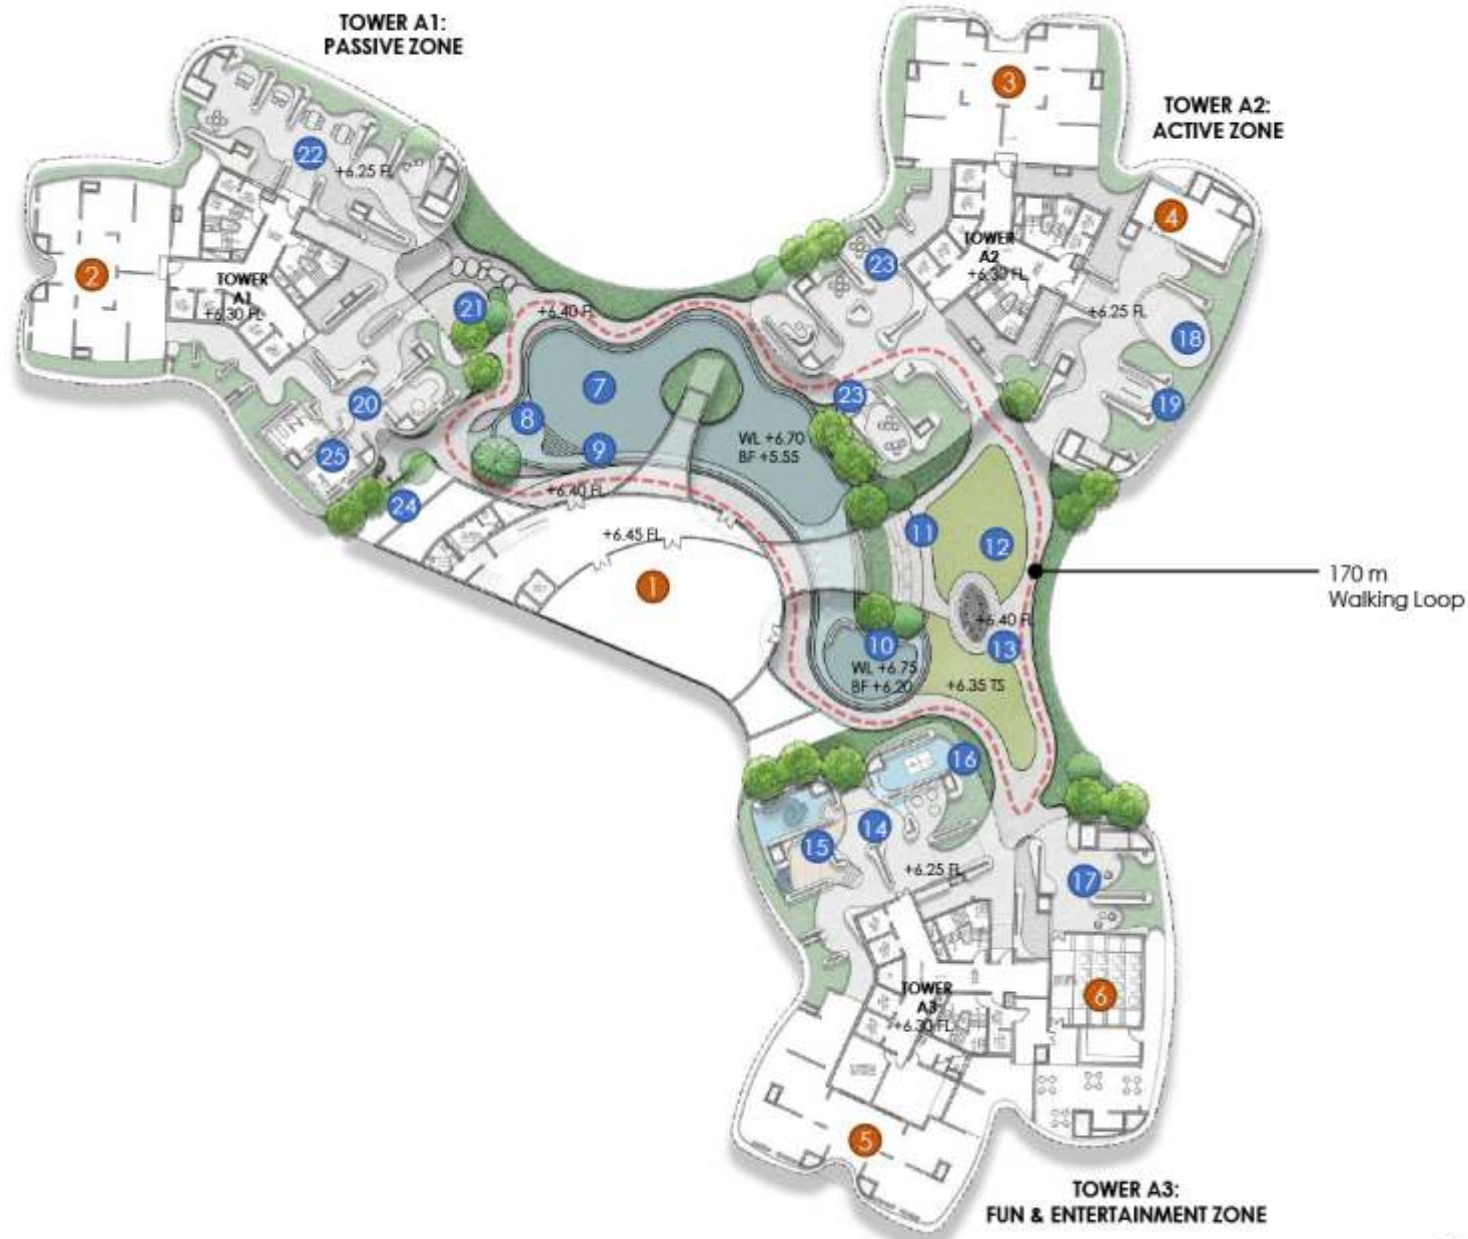 TOWER A1:
PASSIVE ZONE
3
TOWER A2:
ACTIVE ZONE
22
+6.25 FL
4
2
TOWER
A1
+6.30 FL
23
TOWER
A2
+6.30 FL
21
+6.40 FL
+6.25 FL
18
7
20
8
9
23
19
WL +6.70
BF +5.55
25
24
+6.40 FL
+6.45 FL
11
12
1
170 m
Walking Loop
10
+6.40 FL
13
WL +6.75
BF +6.20
+6.35 TS
16
14
15
+6.25 FL
17
TOWER
A3
+6.30 FL
6
5
TOWER A3:
FUN & ENTERTAINMENT ZONE